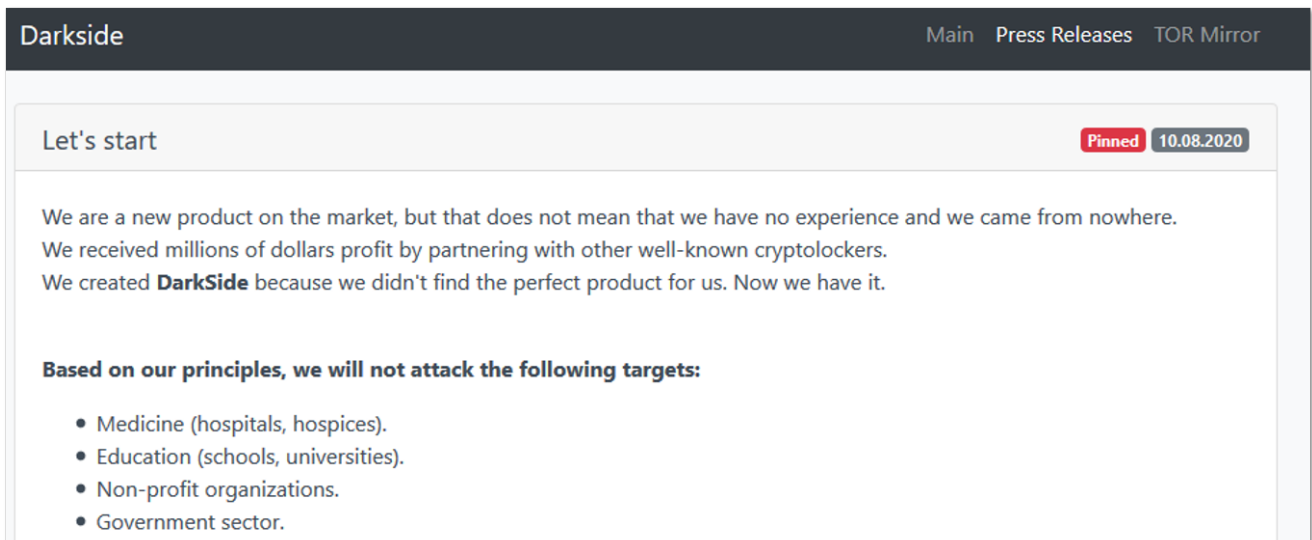 Darkside
Main Press Releases TOR Mirror
Let's start
Pinned 10.08.2020
We are a new product on the market, but that does not mean that we have no experience and we came from nowhere.
We received millions of dollars profit by partnering with other well-known cryptolockers.
We created DarkSide because we didn't find the perfect product for us. Now we have it.
Based on our principles, we will not attack the following targets:
• Medicine (hospitals, hospices).
• Education (schools, universities).
• Non-profit organizations.
• Government sector.